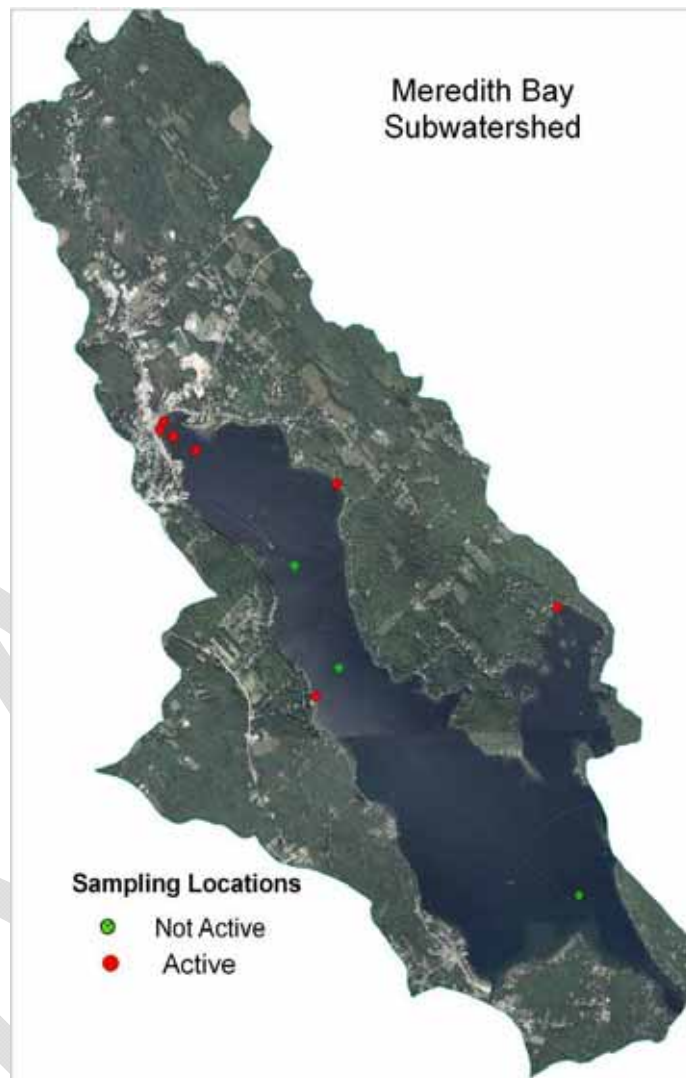 Meredith Bay
Subwatershed
Sampling Locations
Not Active
Active